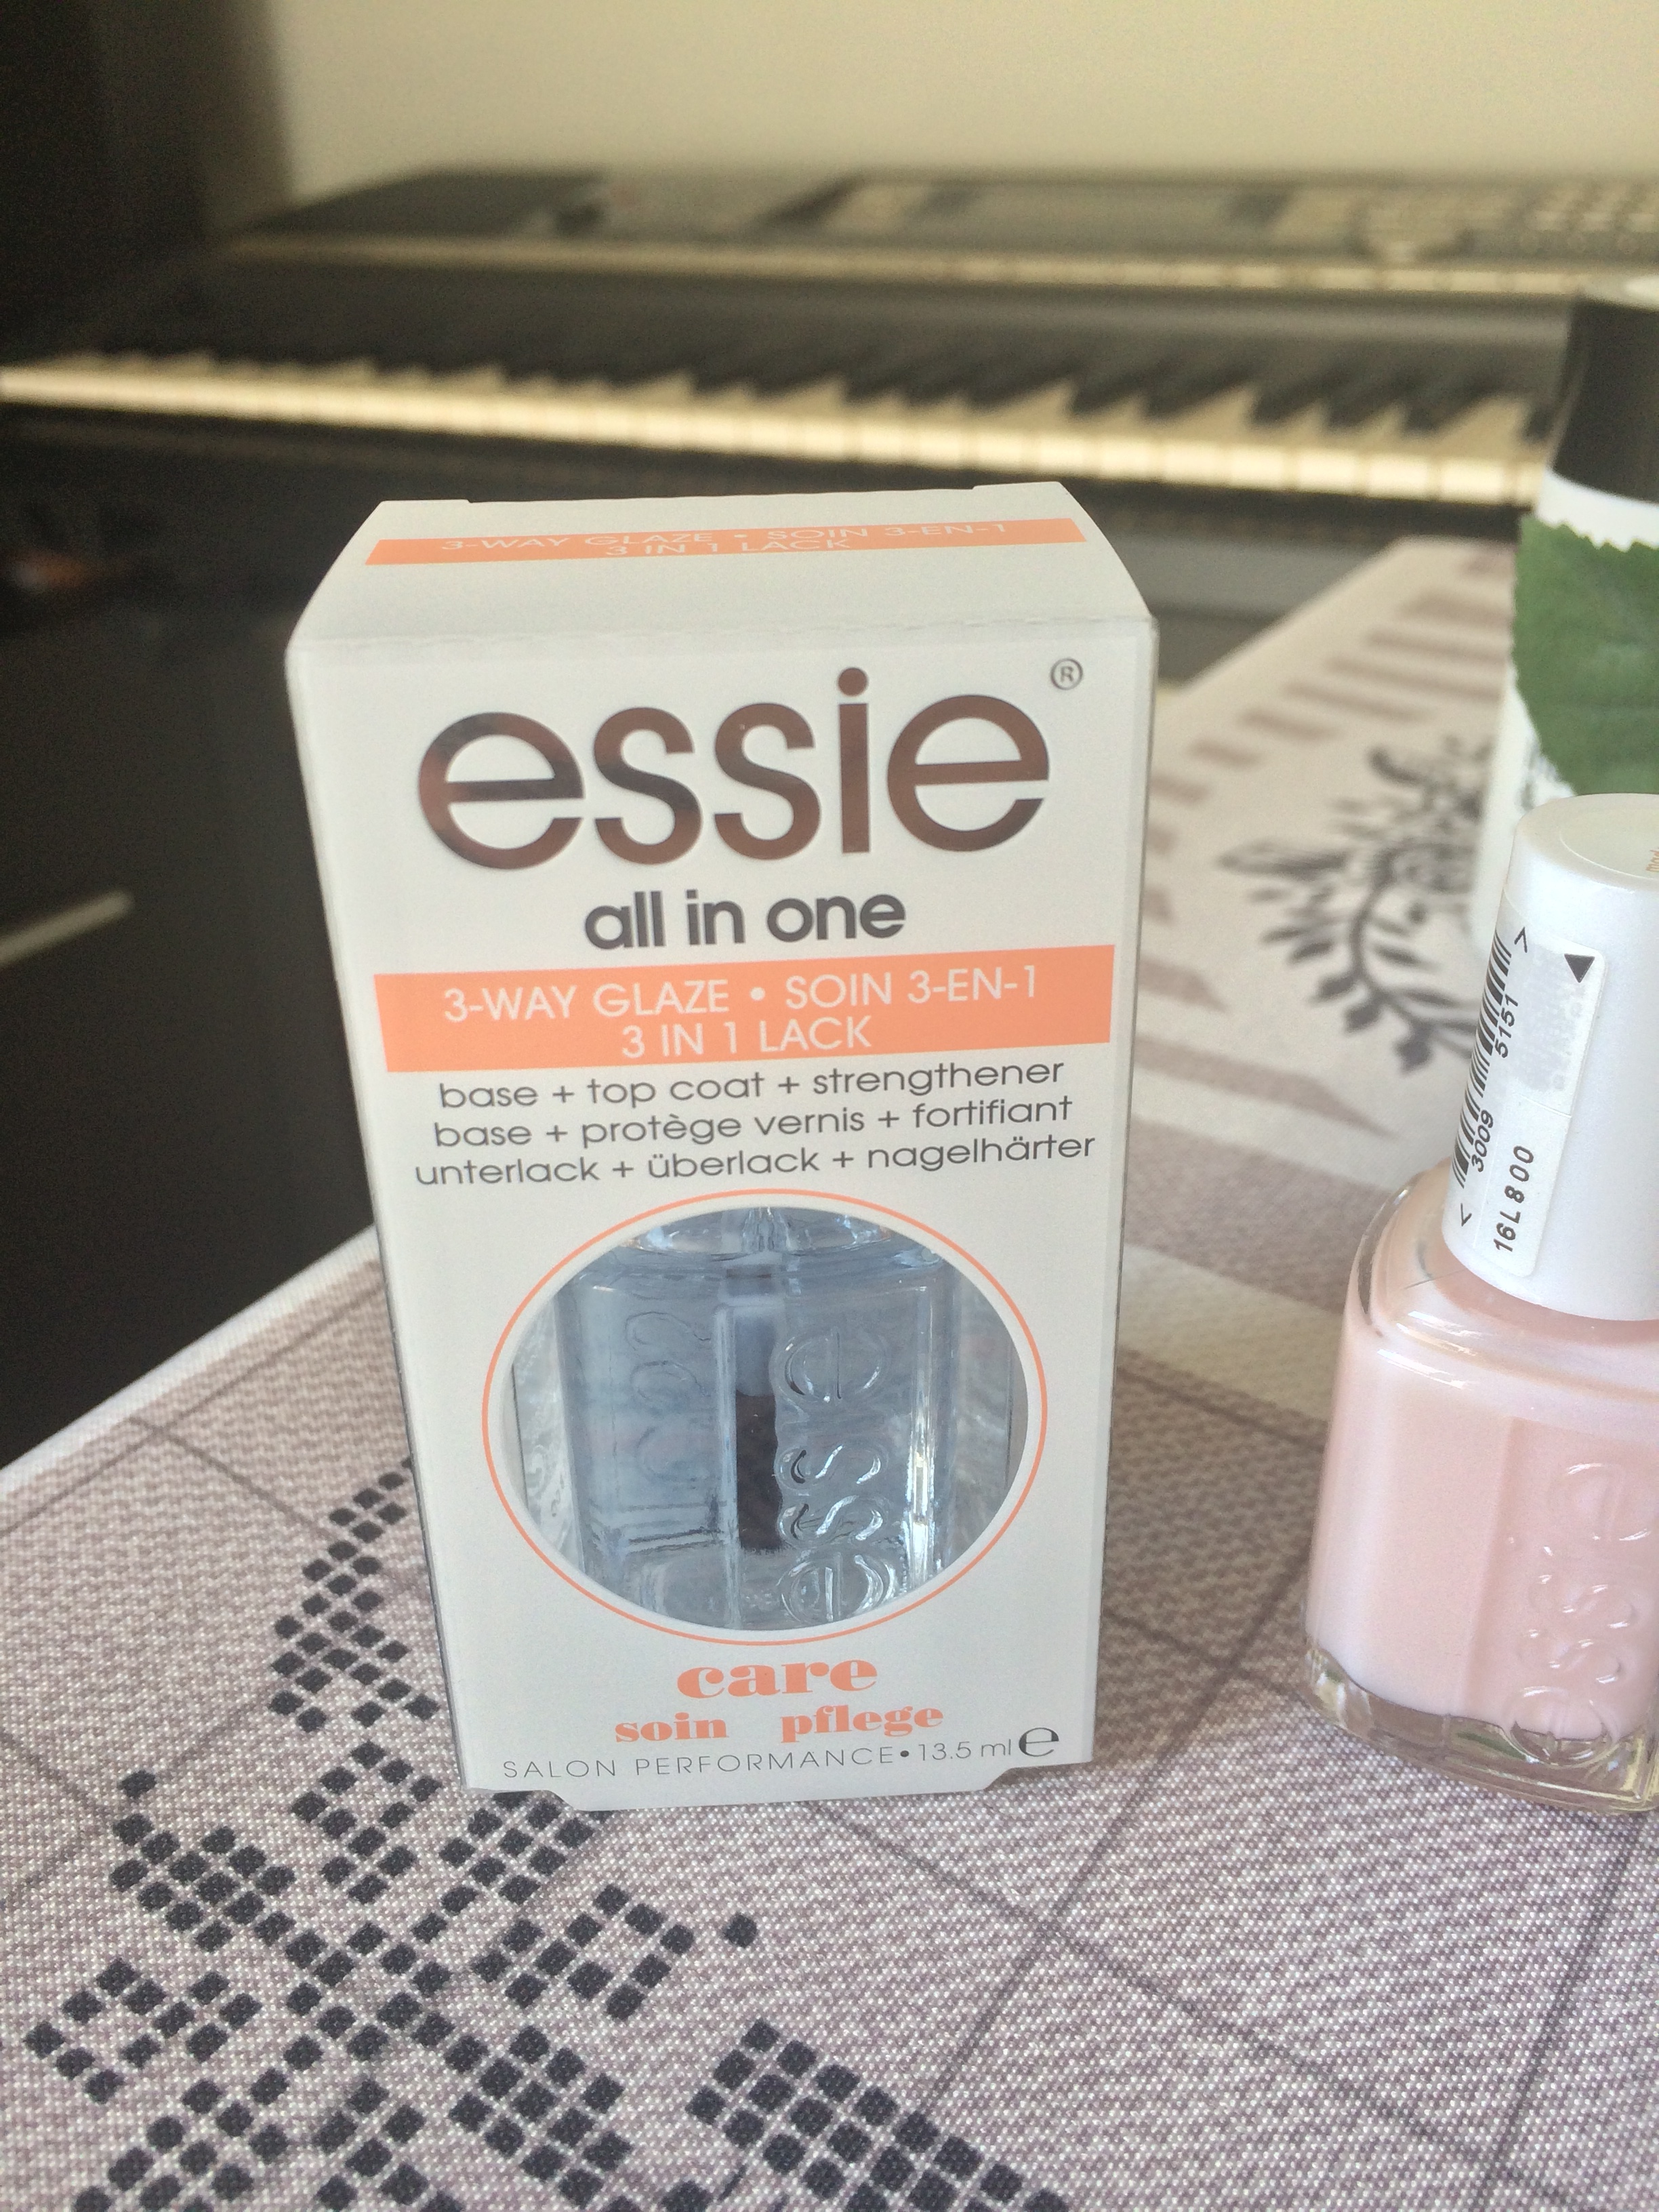 3-WAY GLAZE • SOIN 3-EN-1
3 IN 1 LACK
essie®
all in one
3-WAY GLAZE • SOIN 3-EN-1
3 IN 1 LACK
base + top coat + strengthener
base + protège vernis + fortifiant
unterlack + überlack + nagelhärter
essie
care
soin pflege
SALON PERFORMANCE • 13.5 ml ℮
3009 5151 >
16L800
essie